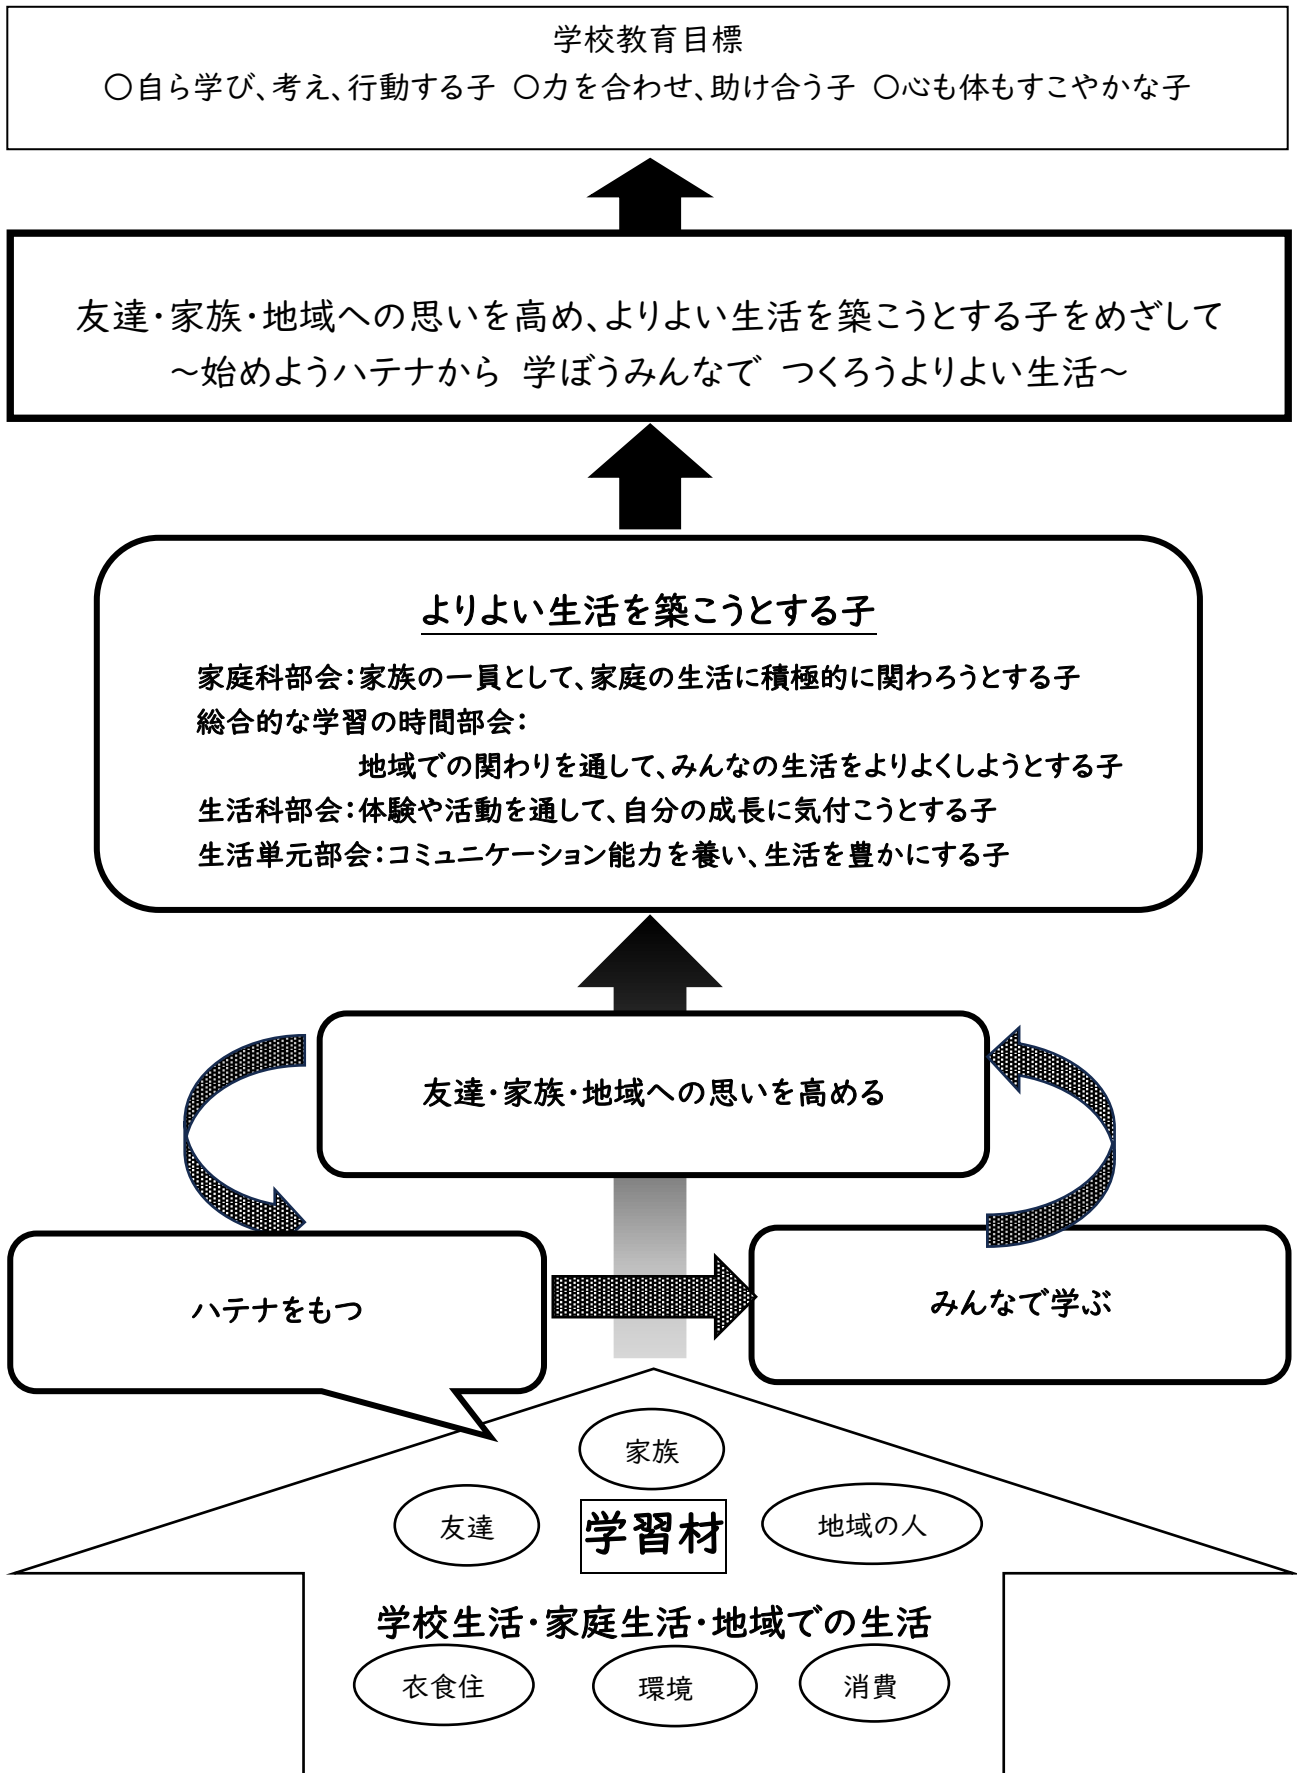 学校教育目標
〇自ら学び、考え、行動する子 〇力を合わせ、助け合う子 〇心も体もすこやかな子
友達・家族・地域への思いを高め、よりよい生活を築こうとする子をめざして
~始めようハテナから 学ぼうみんなで つくろうよりよい生活~
よりよい生活を築こうとする子
家庭科部会：家族の一員として、家庭の生活に積極的に関わろうとする子
総合的な学習の時間部会：
地域での関わりを通して、みんなの生活をよりよくしようとする子
生活科部会：体験や活動を通して、自分の成長に気付こうとする子
生活単元部会：コミュニケーション能力を養い、生活を豊かにする子
友達・家族・地域への思いを高める
ハテナをもつ
みんなで学ぶ
家族
友達
学習材
地域の人
学校生活・家庭生活・地域での生活
衣食住
環境
消費